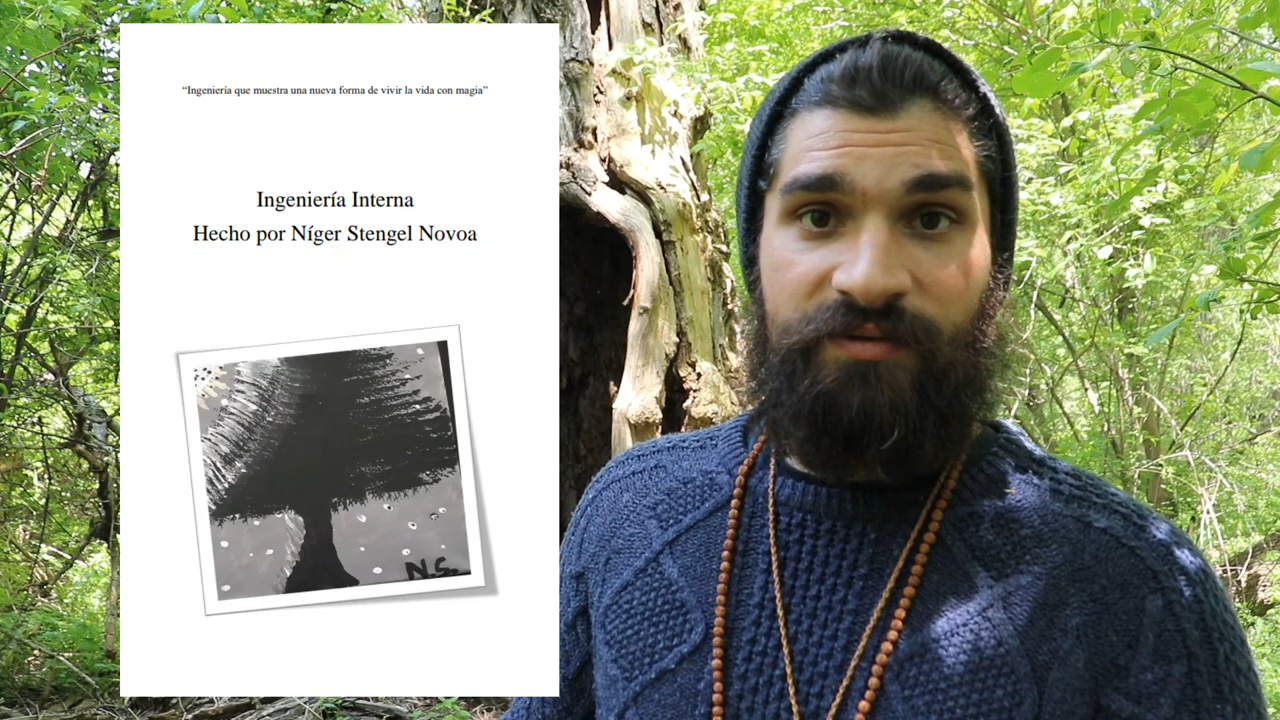 “Ingeniería que muestra una nueva forma de vivir la vida con magia”
Ingeniería Interna
Hecho por Níger Stengel Novoa
N.S.